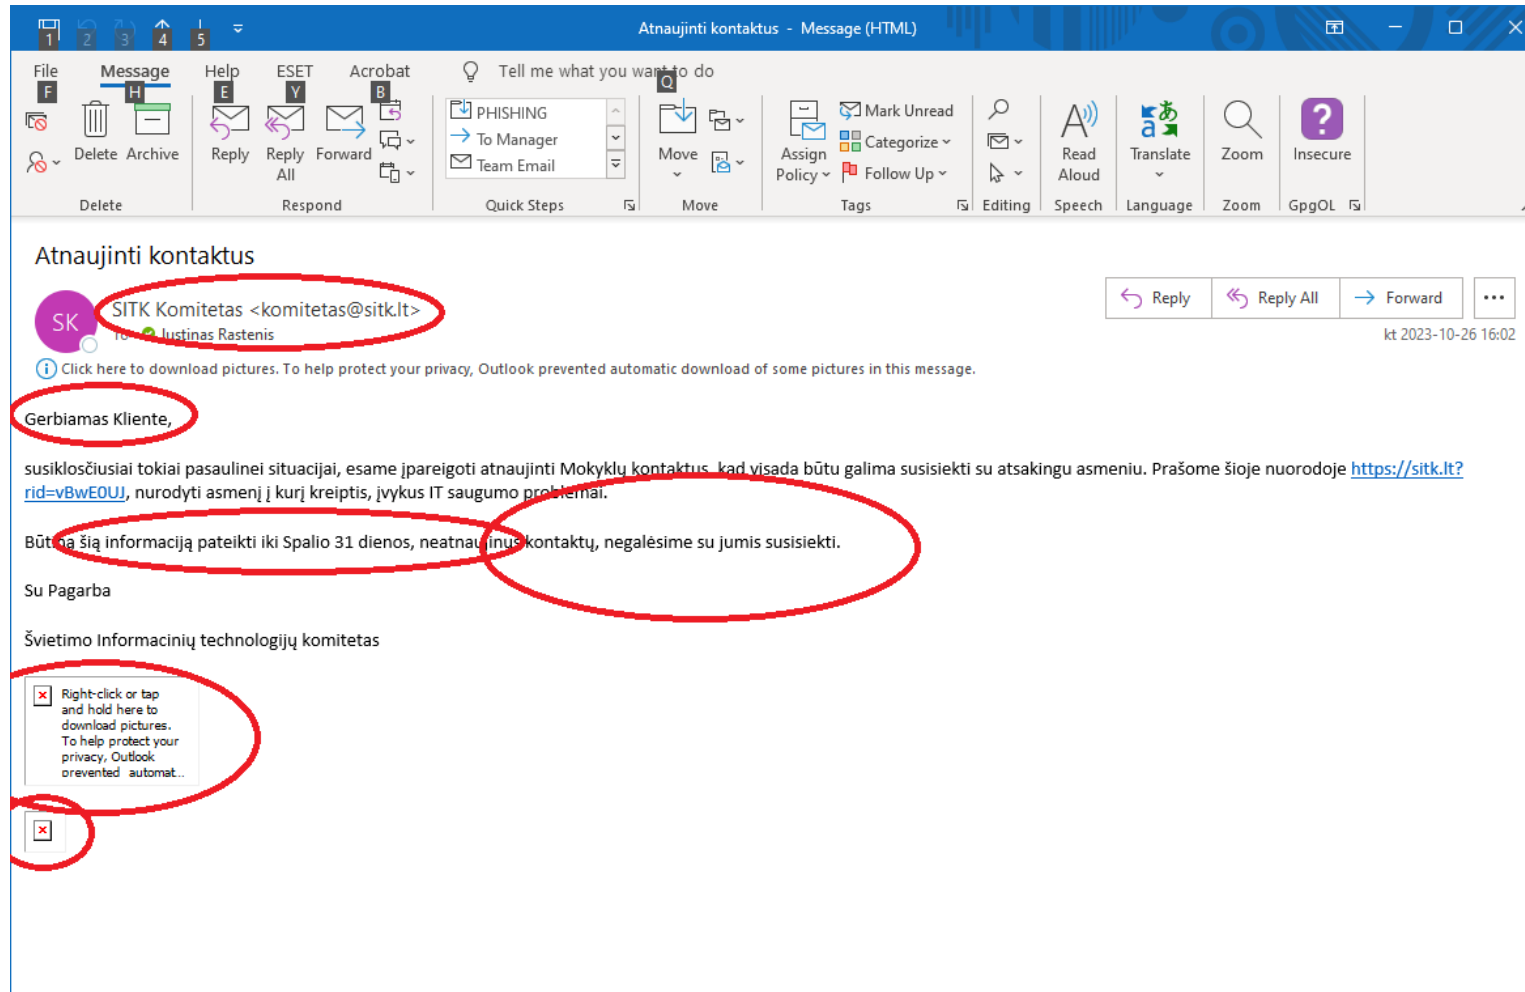 1 2 3 4 5
Atnaujinti kontaktus - Message (HTML)
File Message Help ESET Acrobat Tell me what you want to do
F H E Y B Q
PHISHING
To Manager
Team Email
Delete Archive
Reply Reply All Forward
Move
Assign Policy
Mark Unread
Categorize
Follow Up
Read Aloud
Translate
Zoom
Insecure
Delete Respond Quick Steps Move Tags Editing Speech Language Zoom GpgOL
Atnaujinti kontaktus
SK
SITK Komitetas <komitetas@sitk.lt>
To Justinas Rastenis
Reply Reply All Forward
kt 2023-10-26 16:02
Click here to download pictures. To help protect your privacy, Outlook prevented automatic download of some pictures in this message.
Gerbiamas Kliente,
susiklosčiusiai tokiai pasaulinei situacijai, esame įpareigoti atnaujinti Mokyklų kontaktus, kad visada būtu galima susisiekti su atsakingu asmeniu. Prašome šioje nuorodoje https://sitk.lt?
rid=vBwE0UJ, nurodyti asmenį į kurį kreiptis, įvykus IT saugumo problemai.
Būtina šią informaciją pateikti iki Spalio 31 dienos, neatnaujinus kontaktų, negalėsime su jumis susisiekti.
Su Pagarba
Švietimo Informacinių technologijų komitetas
Right-click or tap
and hold here to
download pictures.
To help protect your
privacy, Outlook
prevented automat...